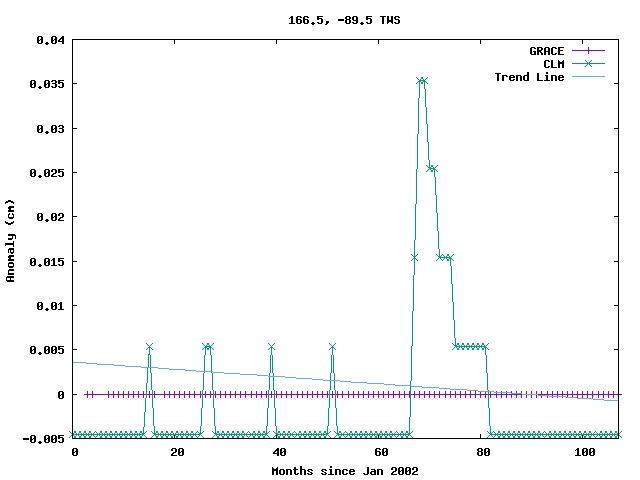 166.5, -89.5 TWS
GRACE
CLM
Trend Line
0.04
0.035
0.03
0.025
0.02
0.015
0.01
0.005
0
-0.005
Anomaly (cm)
0 20 40 60 80 100
Months since Jan 2002